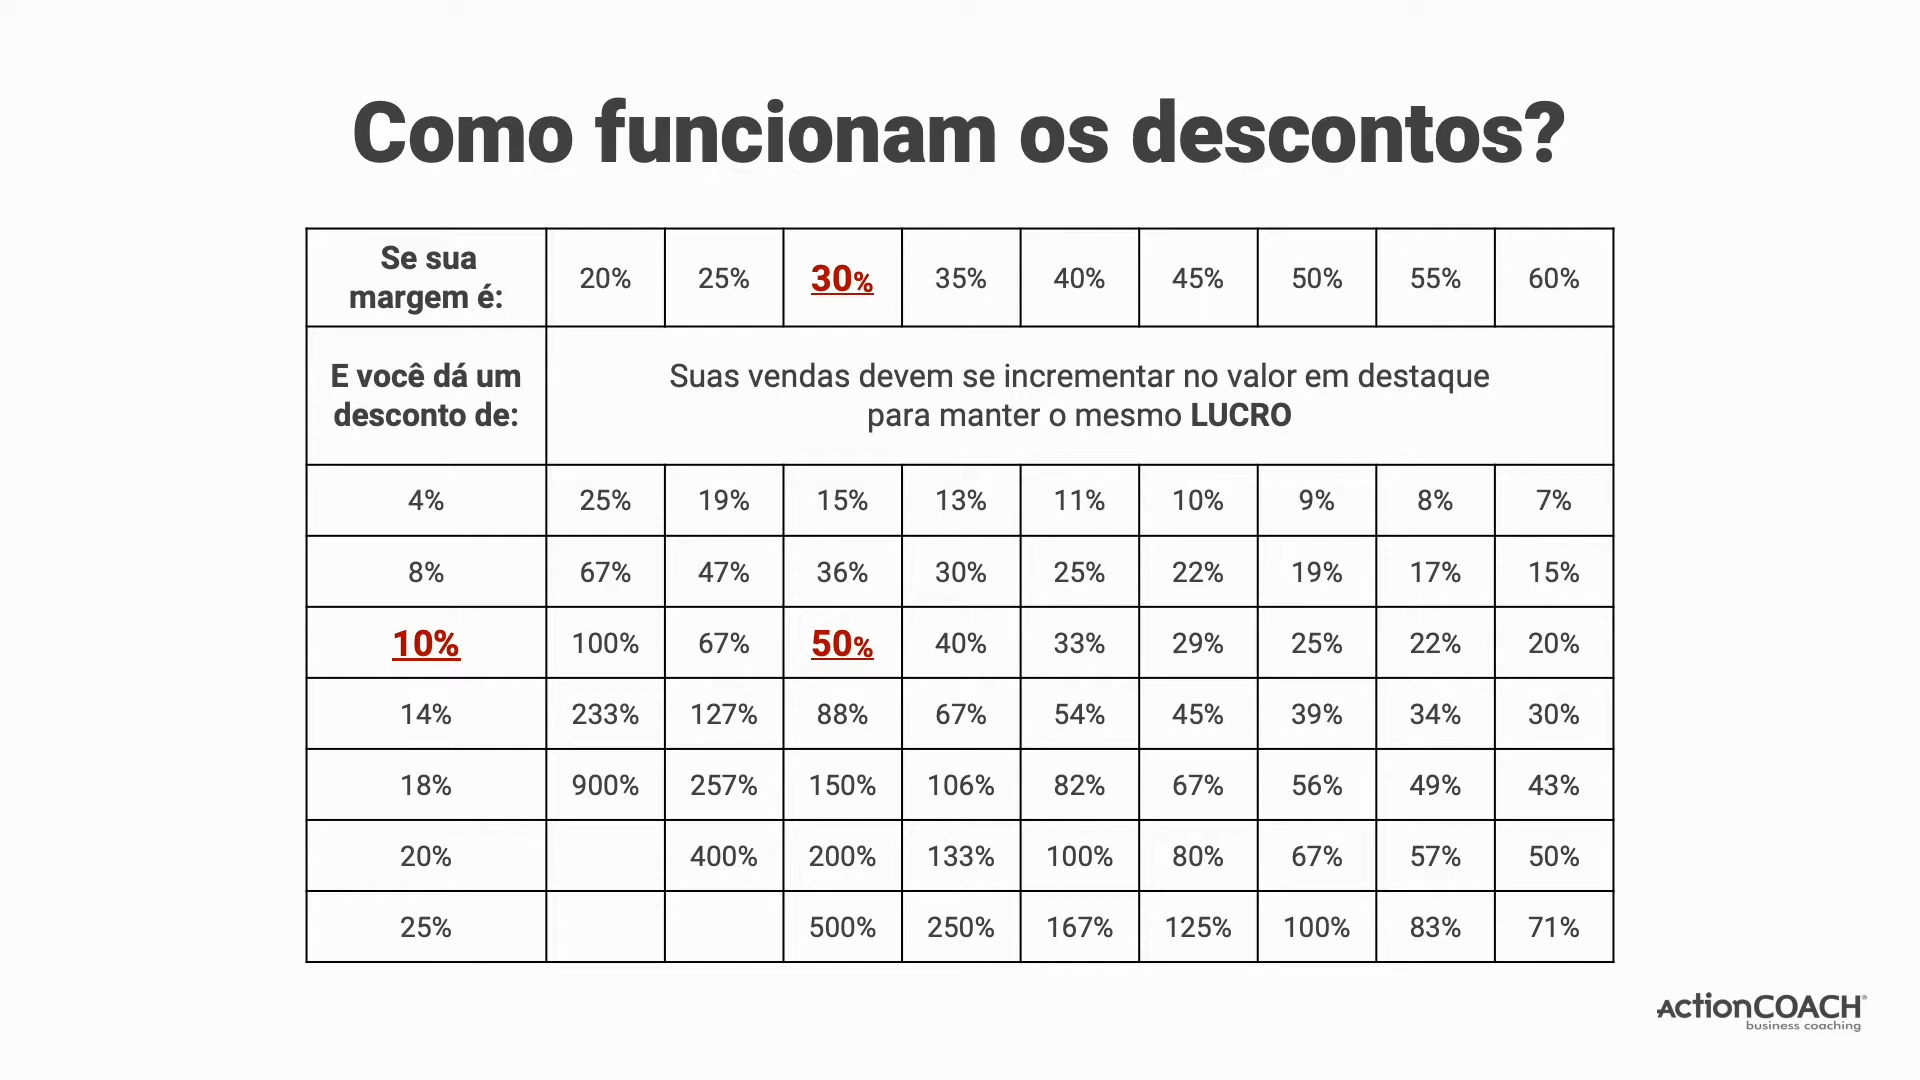 Como funcionam os descontos?
Se sua
margem é:
20% 25% 30% 35% 40% 45% 50% 55% 60%
E você dá um
desconto de:
Suas vendas devem se incrementar no valor em destaque
para manter o mesmo LUCRO
4% 25% 19% 15% 13% 11% 10% 9% 8% 7%
8% 67% 47% 36% 30% 25% 22% 19% 17% 15%
10% 100% 67% 50% 40% 33% 29% 25% 22% 20%
14% 233% 127% 88% 67% 54% 45% 39% 34% 30%
18% 900% 257% 150% 106% 82% 67% 56% 49% 43%
20% 400% 200% 133% 100% 80% 67% 57% 50%
25% 500% 250% 167% 125% 100% 83% 71%
ActionCOACH®
business coaching